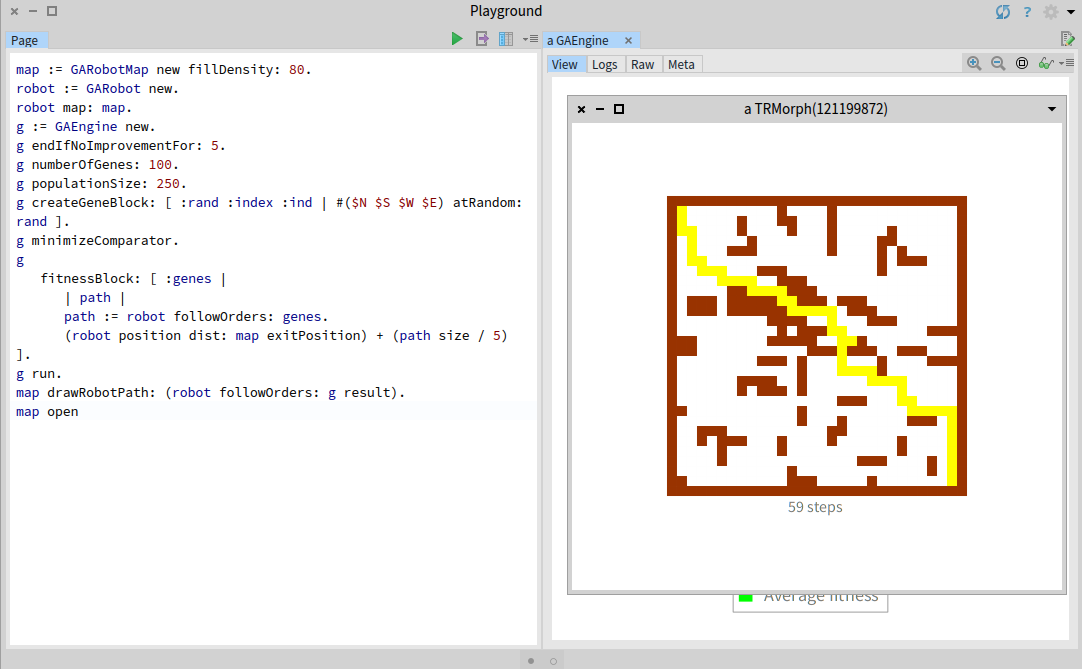 Playground
?
Page
a GAEngine
map := GARobotMap new fillDensity: 80.
robot := GARobot new.
robot map: map.
g := GAEngine new.
g endIfNoImprovementFor: 5.
g numberOfGenes: 100.
g populationSize: 250.
g createGeneBlock: [ :rand :index :ind | #($N $S $W $E) atRandom:
rand ].
g minimizeComparator.
g
fitnessBlock: [ :genes |
| path |
path := robot followOrders: genes.
(robot position dist: map exitPosition) + (path size / 5)
].
g run.
map drawRobotPath: (robot followOrders: g result).
map open
View Logs Raw Meta
a TRMorph(121199872)
59 steps
Average fitness